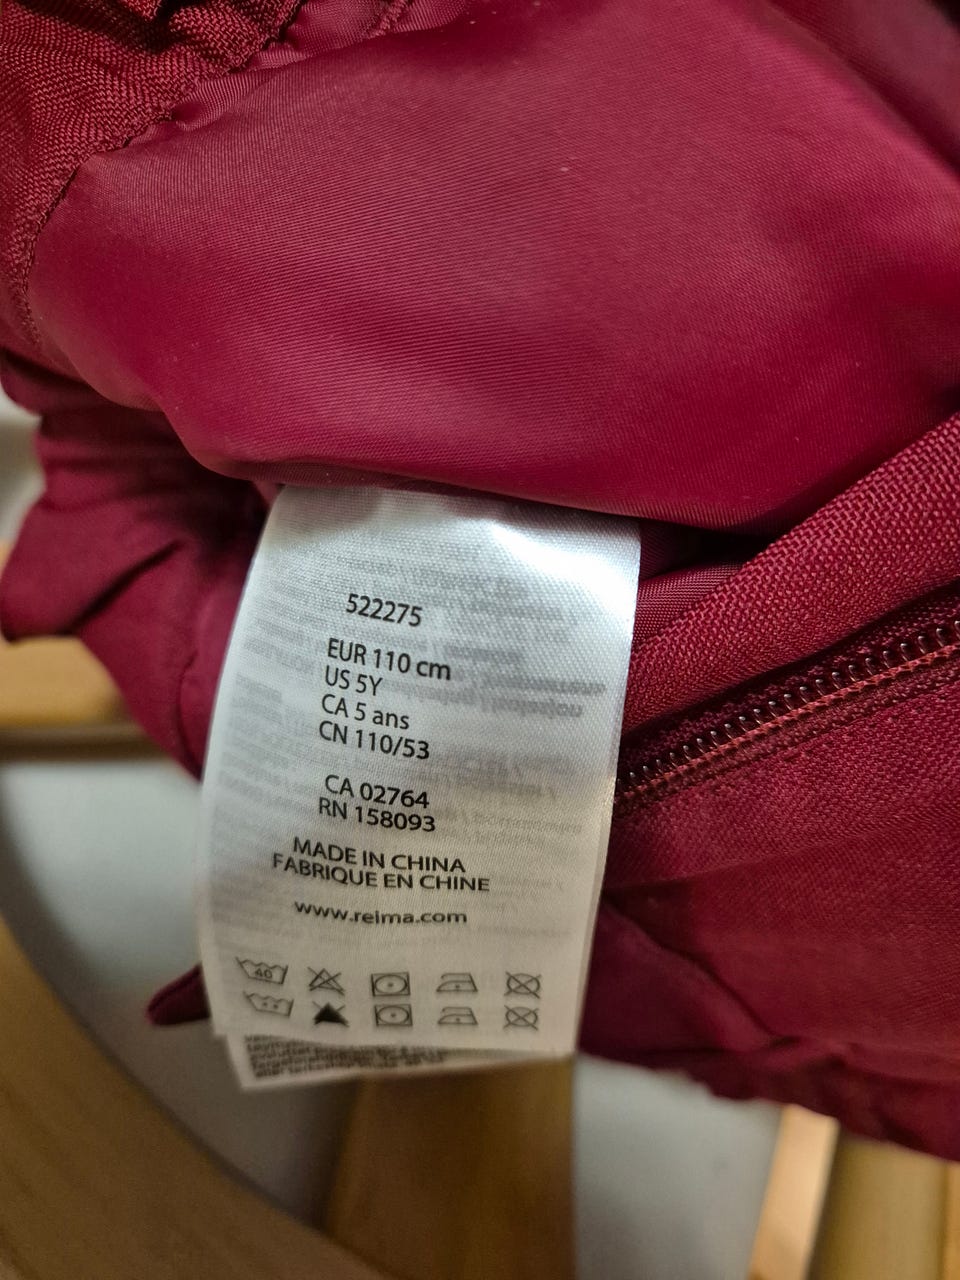 522275
EUR 110 cm
US 5Y
CA 5 ans
CN 110/53
CA 02764
RN 158093
MADE IN CHINA
FABRIQUE EN CHINE
www.reima.com
40